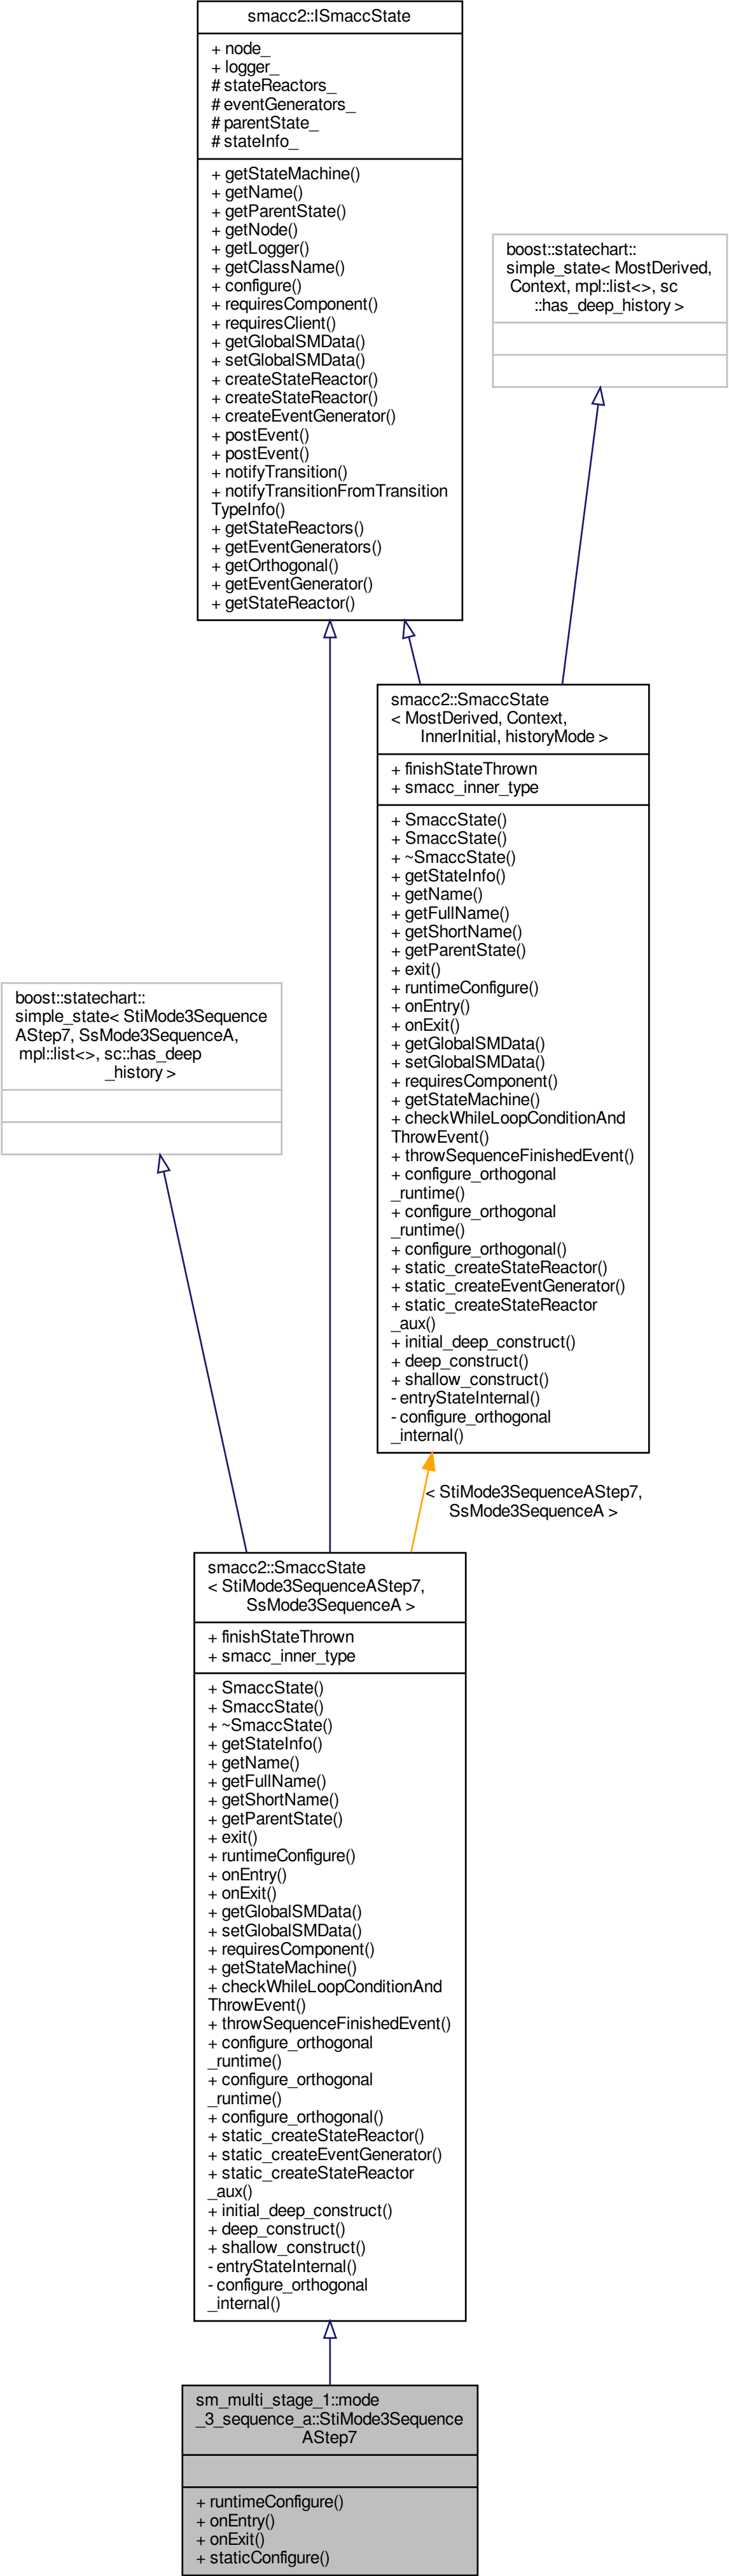 smacc2::ISmaccState
+ node_
+ logger_
# stateReactors_
# eventGenerators_
# parentState_
# stateInfo_
+ getStateMachine()
+ getName()
+ getParentState()
+ getNode()
+ getLogger()
+ getClassName()
+ configure()
+ requiresComponent()
+ requiresClient()
+ getGlobalSMData()
+ setGlobalSMData()
+ createStateReactor()
+ createStateReactor()
+ createEventGenerator()
+ postEvent()
+ postEvent()
+ notifyTransition()
+ notifyTransitionFromTransition
TypeInfo()
+ getStateReactors()
+ getEventGenerators()
+ getOrthogonal()
+ getEventGenerator()
+ getStateReactor()
boost::statechart::
simple_state< MostDerived,
Context, mpl::list<>, sc
::has_deep_history >
smacc2::SmaccState
< MostDerived, Context,
InnerInitial, historyMode >
+ finishStateThrown
+ smacc_inner_type
+ SmaccState()
+ SmaccState()
+ ~SmaccState()
+ getStateInfo()
+ getName()
+ getFullName()
+ getShortName()
+ getParentState()
+ exit()
+ runtimeConfigure()
+ onEntry()
+ onExit()
+ getGlobalSMData()
+ setGlobalSMData()
+ requiresComponent()
+ getStateMachine()
+ checkWhileLoopConditionAnd
ThrowEvent()
+ throwSequenceFinishedEvent()
+ configure_orthogonal
_runtime()
+ configure_orthogonal
_runtime()
+ configure_orthogonal()
+ static_createStateReactor()
+ static_createEventGenerator()
+ static_createStateReactor
_aux()
+ initial_deep_construct()
+ deep_construct()
+ shallow_construct()
- entryStateInternal()
- configure_orthogonal
_internal()
boost::statechart::
simple_state< StiMode3Sequence
AStep7, SsMode3SequenceA,
mpl::list<>, sc::has_deep
_history >
< StiMode3SequenceAStep7,
SsMode3SequenceA >
smacc2::SmaccState
< StiMode3SequenceAStep7,
SsMode3SequenceA >
+ finishStateThrown
+ smacc_inner_type
+ SmaccState()
+ SmaccState()
+ ~SmaccState()
+ getStateInfo()
+ getName()
+ getFullName()
+ getShortName()
+ getParentState()
+ exit()
+ runtimeConfigure()
+ onEntry()
+ onExit()
+ getGlobalSMData()
+ setGlobalSMData()
+ requiresComponent()
+ getStateMachine()
+ checkWhileLoopConditionAnd
ThrowEvent()
+ throwSequenceFinishedEvent()
+ configure_orthogonal
_runtime()
+ configure_orthogonal
_runtime()
+ configure_orthogonal()
+ static_createStateReactor()
+ static_createEventGenerator()
+ static_createStateReactor
_aux()
+ initial_deep_construct()
+ deep_construct()
+ shallow_construct()
- entryStateInternal()
- configure_orthogonal
_internal()
sm_multi_stage_1::mode
_3_sequence_a::StiMode3Sequence
AStep7
+ runtimeConfigure()
+ onEntry()
+ onExit()
+ staticConfigure()